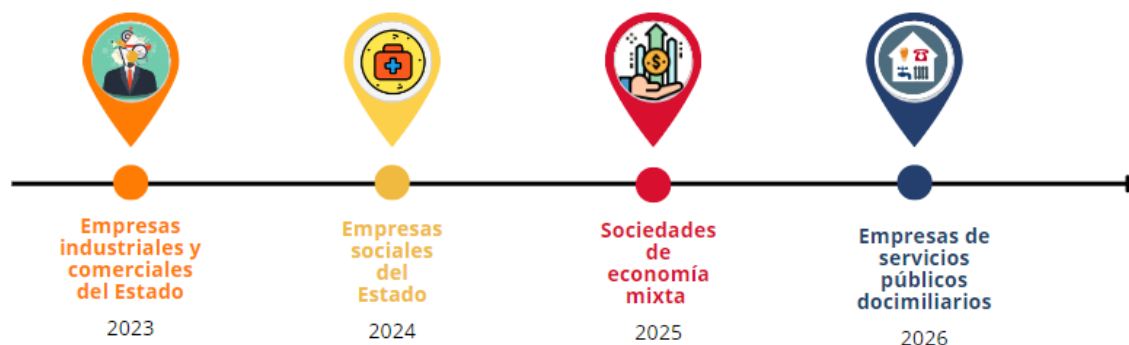 Empresas
industriales y
comerciales
del Estado
2023
Empresas
sociales
del
Estado
2024
Sociedades
de
economía
mixta
2025
Empresas de
servicios
públicos
docimiliarios
2026